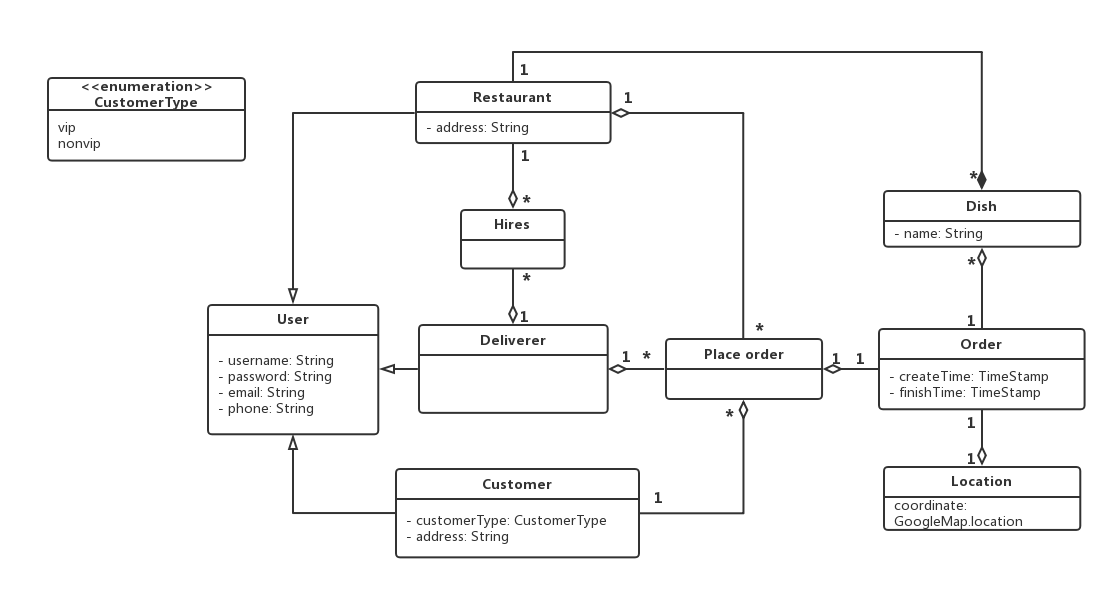 <<enumeration>>
CustomerType
vip
nonvip
1
Restaurant
- address: String
1
1
*
Dish
- name: String
*
1
*
Hires
*
1
User
- username: String
- password: String
- email: String
- phone: String
Deliverer
1
*
*
Place order
*
1
1
1
Order
- createTime: TimeStamp
- finishTime: TimeStamp
1
1
Location
coordinate:
GoogleMap.location
Customer
- customerType: CustomerType
- address: String
1